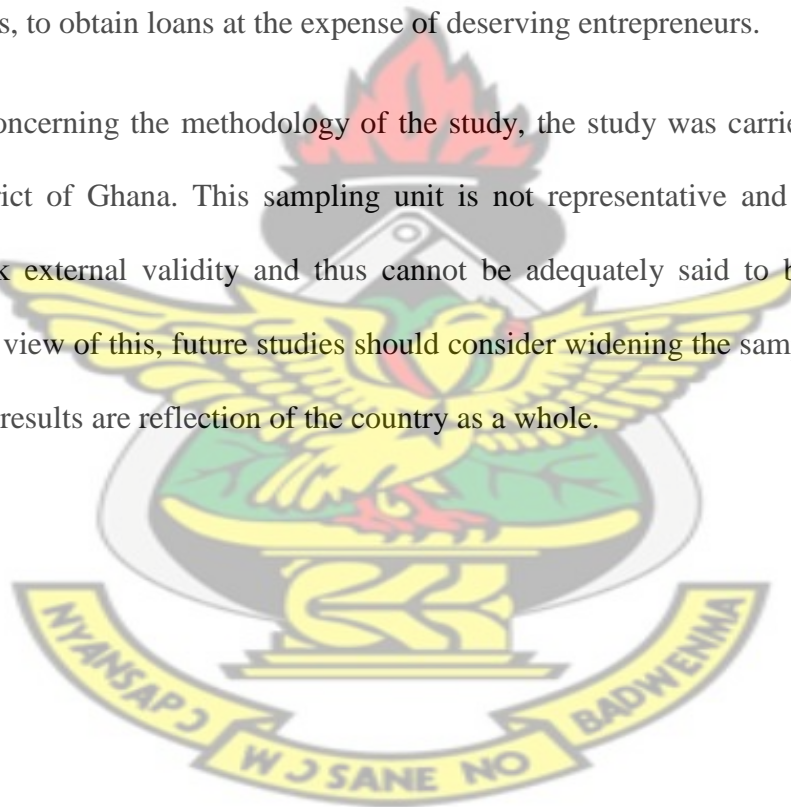 s, to obtain loans at the expense of deserving entrepreneurs.
oncerning the methodology of the study, the study was carrie
rict of Ghana. This sampling unit is not representative and
k external validity and thus cannot be adequately said to b
view of this, future studies should consider widening the sam
results are reflection of the country as a whole.
NYANSAPƆ WƆSANE NO BADWENMA